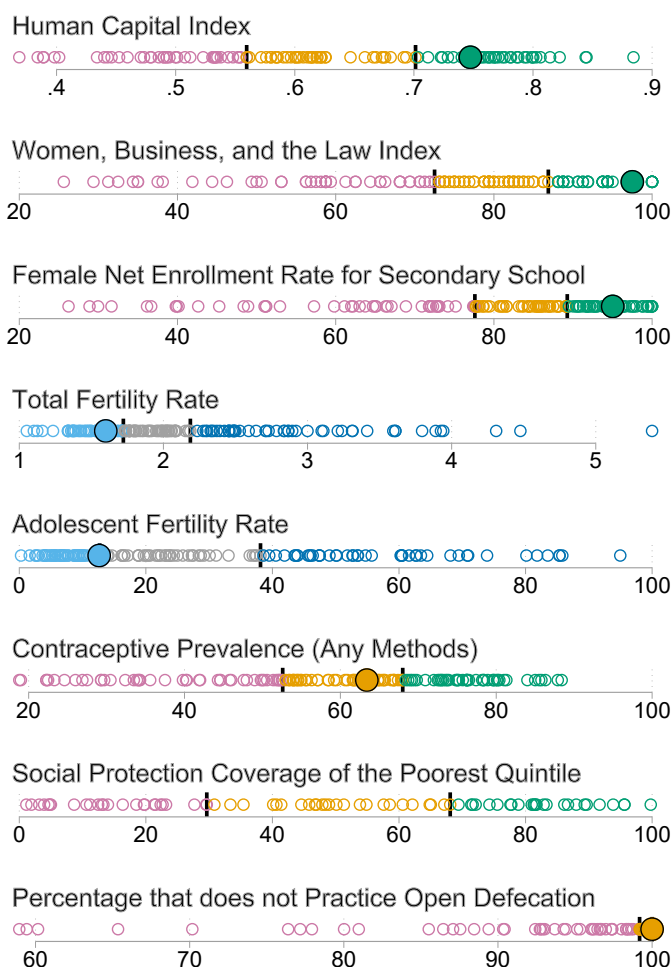 Human Capital Index
.4 .5 .6 .7 .8 .9
Women, Business, and the Law Index
20 40 60 80 100
Female Net Enrollment Rate for Secondary School
20 40 60 80 100
Total Fertility Rate
1 2 3 4 5
Adolescent Fertility Rate
0 20 40 60 80 100
Contraceptive Prevalence (Any Methods)
20 40 60 80 100
Social Protection Coverage of the Poorest Quintile
0 20 40 60 80 100
Percentage that does not Practice Open Defecation
60 70 80 90 100